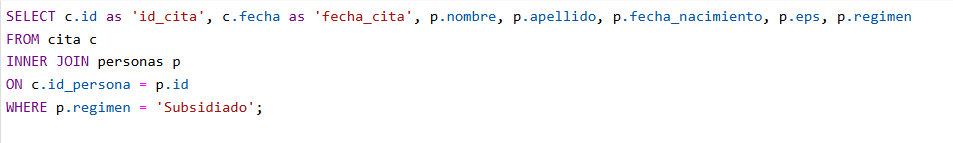 SELECT c.id as 'id_cita', c.fecha as 'fecha_cita', p.nombre, p.apellido, p.fecha_nacimiento, p.eps, p.regimen
FROM cita c
INNER JOIN personas p
ON c.id_persona = p.id
WHERE p.regimen = 'Subsidiado';